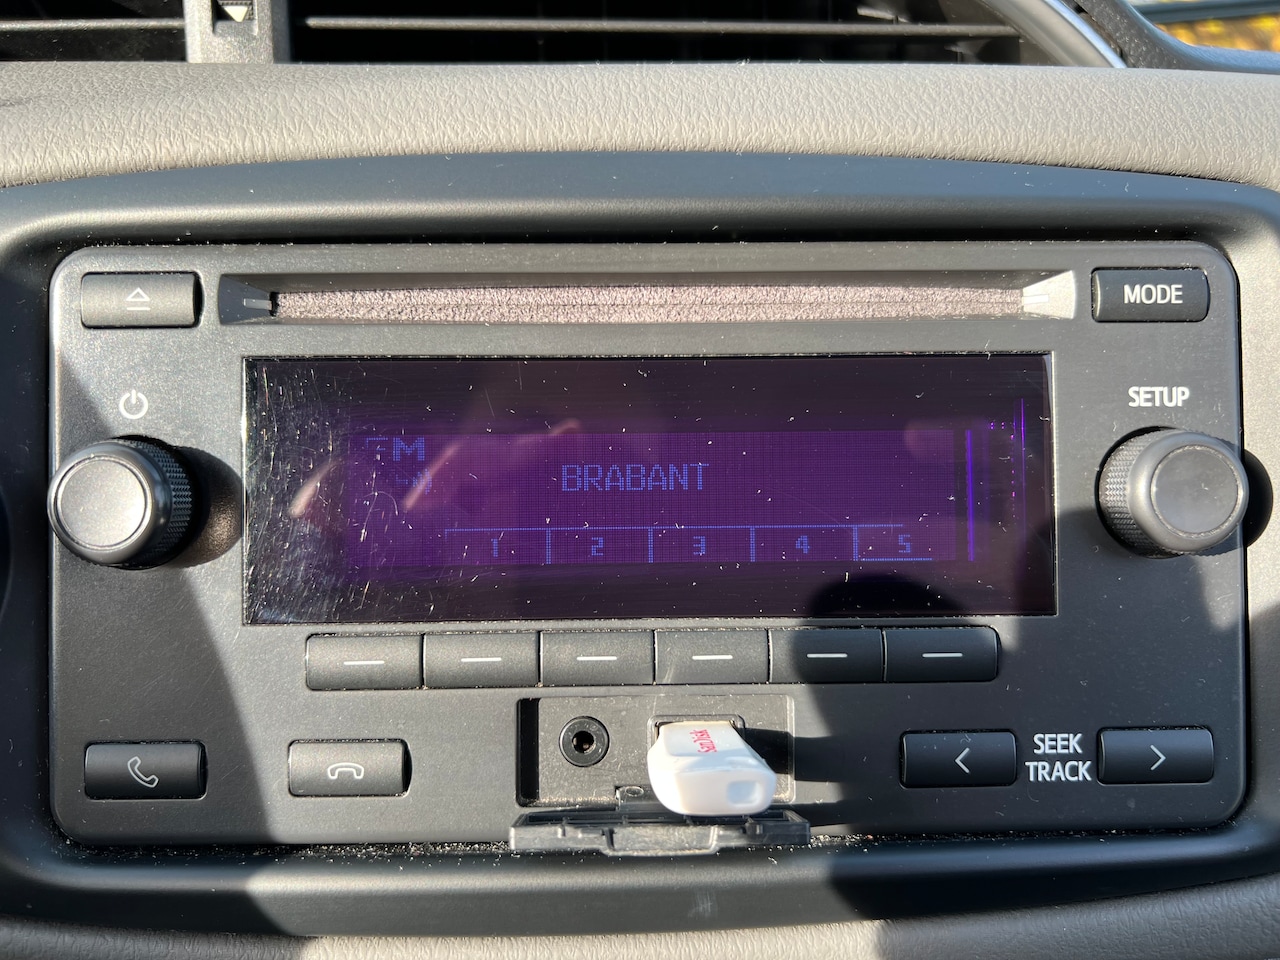 MODE
SETUP
FM
BRABANT
1 2 3 4 5
SanDisk
SEEK
TRACK